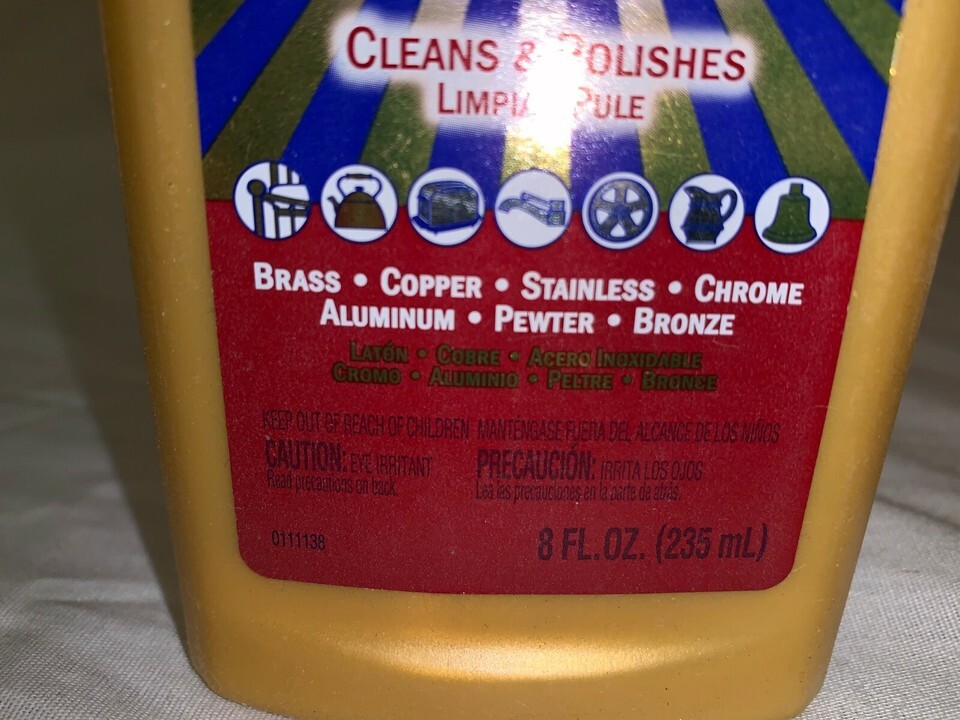 CLEANS & POLISHES
LIMPIA PULE
BRASS • COPPER • STAINLESS • CHROME
ALUMINUM • PEWTER • BRONZE
LATÓN • COBRE • ACERO INOXIDABLE
CROMO • ALUMINIO • PELTRE • BRONCE
KEEP OUT OF REACH OF CHILDREN MANTÉNGASE FUERA DEL ALCANCE DE LOS NIÑOS
CAUTION: EYE IRRITANT PRECAUCIÓN: IRRITA LOS OJOS
Read precautions on back. Lea las precauciones en la parte de atrás.
0111138 8 FL. OZ. (235 mL)